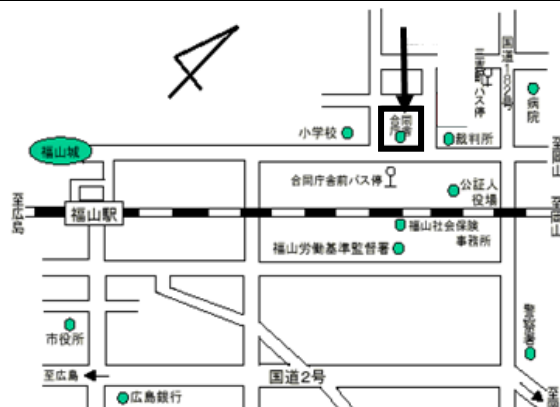 国道182号
三吉町バス停
病院
合同
庁舎
小学校
裁判所
福山城
至岡山
合同庁舎前バス停
公証人
役場
至広島
福山駅
至岡山
福山社会保険
事務所
福山労働基準監督署
市役所
警察署
至広島
国道2号
広島銀行